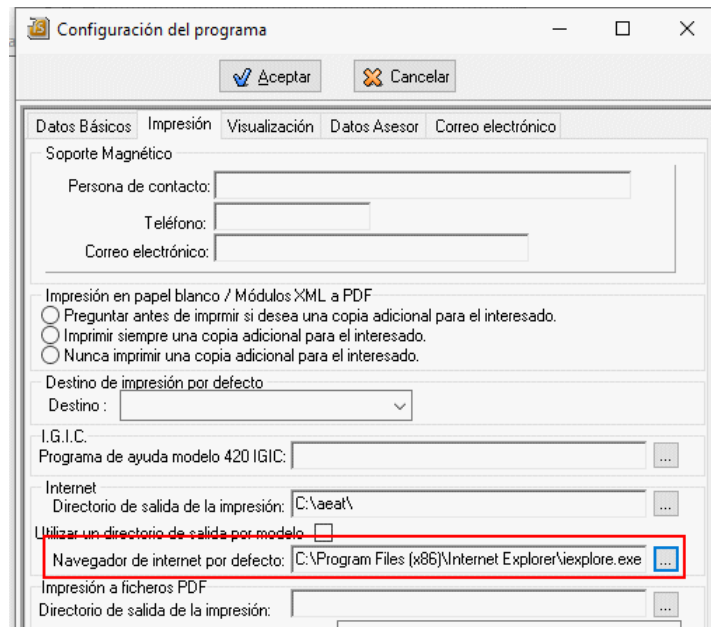 Configuración del programa
Aceptar Cancelar
Datos Básicos Impresión Visualización Datos Asesor Correo electrónico
Soporte Magnético
Persona de contacto:
Teléfono:
Correo electrónico:
Impresión en papel blanco / Módulos XML a PDF
Preguntar antes de imprmir si desea una copia adicional para el interesado.
Imprimir siempre una copia adicional para el interesado.
Nunca imprimir una copia adicional para el interesado.
Destino de impresión por defecto
Destino :
I.G.I.C.
Programa de ayuda modelo 420 IGIC: ...
Internet
Directorio de salida de la impresión: C:\aeat\ ...
Utilizar un directorio de salida por modelo
Navegador de internet por defecto: C:\Program Files (x86)\Internet Explorer\iexplore.exe ...
Impresión a ficheros PDF
Directorio de salida de la impresión: ...